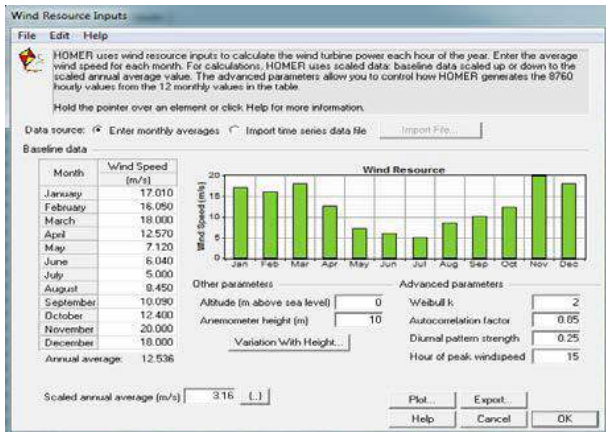 Wind Resource Inputs
File Edit Help
HOMER uses wind resource inputs to calculate the wind turbine power each hour of the year. Enter the average
wind speed for each month. For calculations, HOMER uses scaled data: baseline data scaled up or down to the
scaled annual average value. The advanced parameters allow you to control how HOMER generates the 8760
hourly values from the 12 monthly values in the table.
Hold the pointer over an element or click Help for more information.
Data source: Enter monthly averages Import time series data file Import File...
Baseline data
Month Wind Speed (m/s)
January 17.010
February 16.050
March 18.000
April 12.570
May 7.120
June 6.040
July 5.000
August 8.450
September 10.090
October 12.400
November 20.000
December 18.000
Annual average: 12.536
Wind Resource
Wind Speed (m/s)
20
15
10
5
0
Jan Feb Mar Apr May Jun Jul Aug Sep Oct Nov Dec
Other parameters
Altitude (m above sea level) 0
Anemometer height (m) 10
Variation With Height...
Advanced parameters
Weibull k 2
Autocorrelation factor 0.85
Diurnal pattern strength 0.25
Hour of peak windspeed 15
Scaled annual average (m/s) 3.16 {..}
Plot... Export...
Help Cancel OK